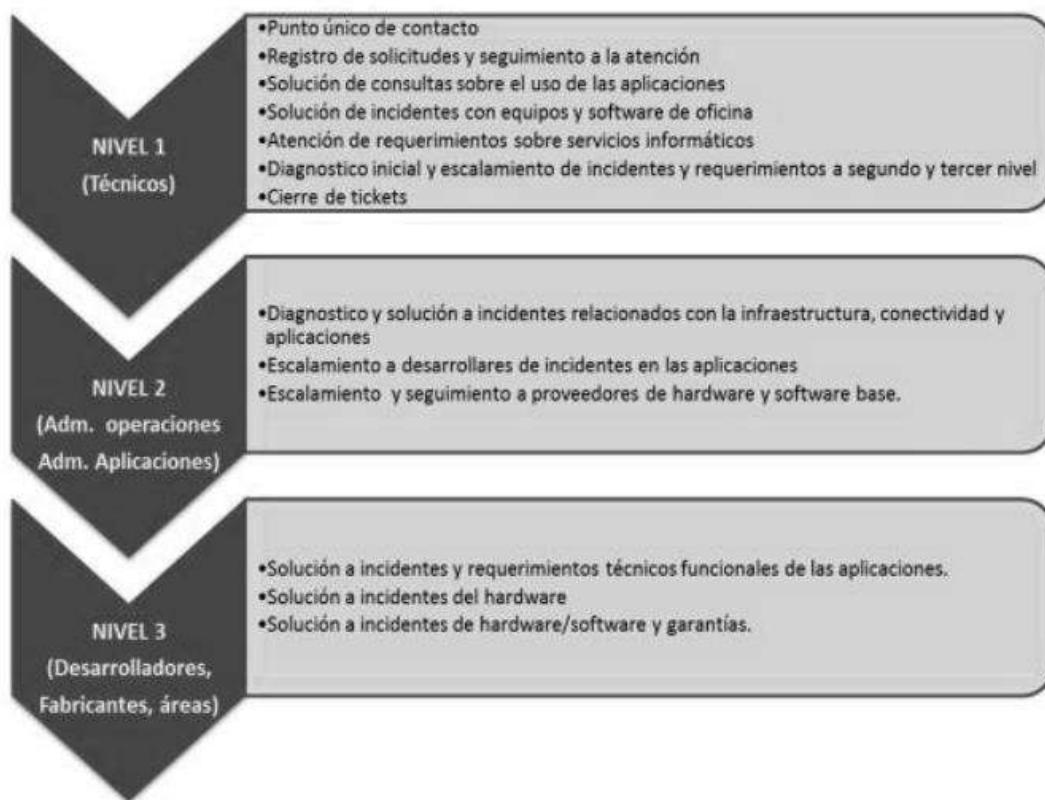 •Punto único de contacto
•Registro de solicitudes y seguimiento a la atención
•Solución de consultas sobre el uso de las aplicaciones
•Solución de incidentes con equipos y software de oficina
•Atención de requerimientos sobre servicios informáticos
•Diagnostico inicial y escalamiento de incidentes y requerimientos a segundo y tercer nivel
•Cierre de tickets
NIVEL 1
(Técnicos)
•Diagnostico y solución a incidentes relacionados con la infraestructura, conectividad y
aplicaciones
•Escalamiento a desarrollares de incidentes en las aplicaciones
•Escalamiento y seguimiento a proveedores de hardware y software base.
NIVEL 2
(Adm. operaciones
Adm. Aplicaciones)
•Solución a incidentes y requerimientos técnicos funcionales de las aplicaciones.
•Solución a incidentes del hardware
•Solución a incidentes de hardware/software y garantías.
NIVEL 3
(Desarrolladores,
Fabricantes, áreas)